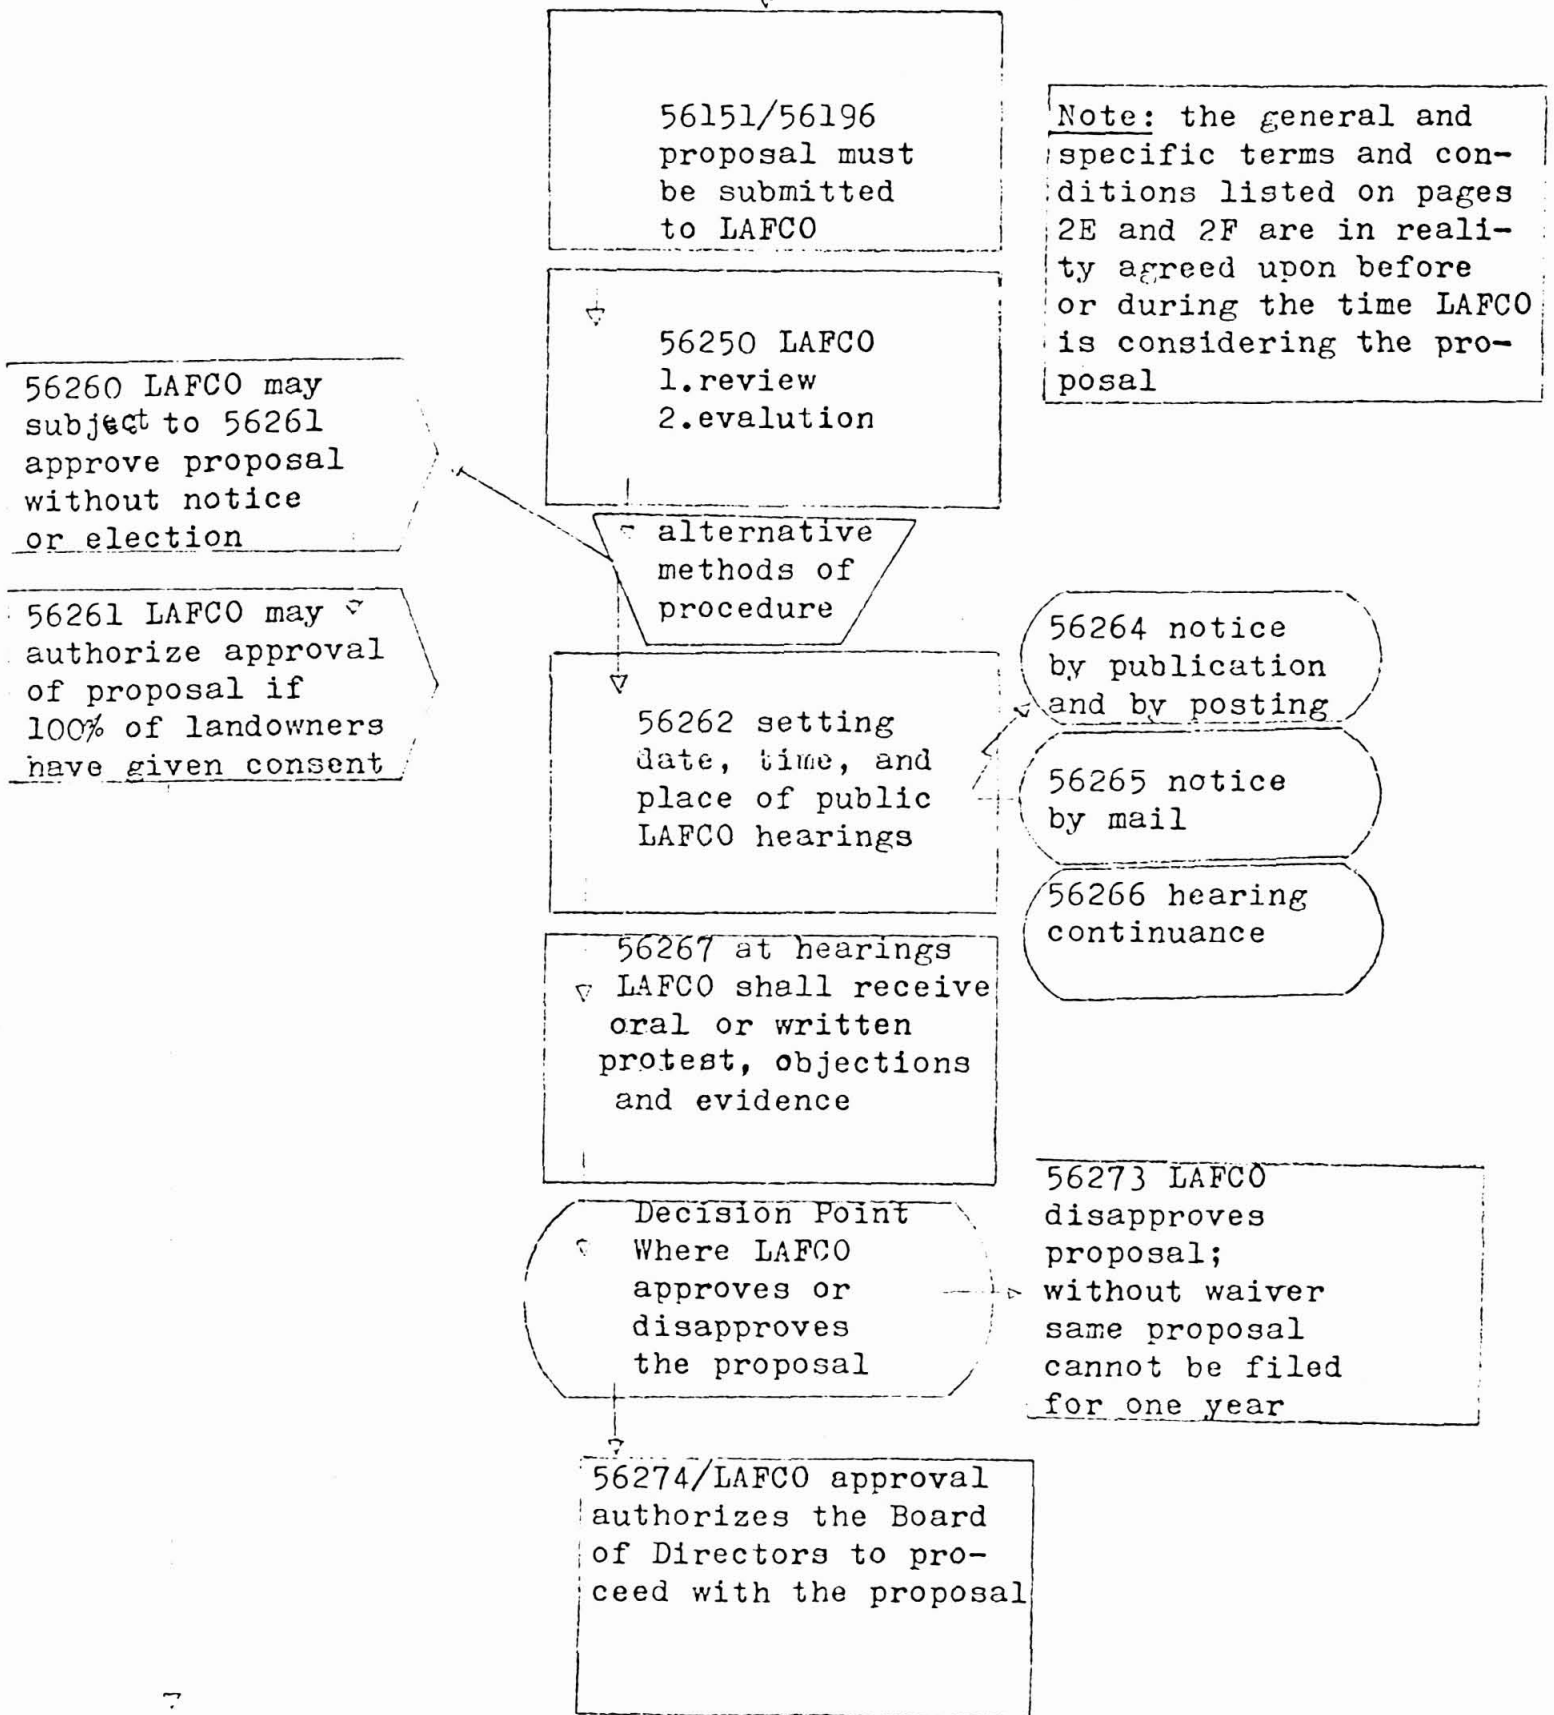 56151/56196
proposal must
be submitted
to LAFCO
Note: the general and
specific terms and con-
ditions listed on pages
2E and 2F are in reali-
ty agreed upon before
or during the time LAFCO
is considering the pro-
posal
56250 LAFCO
1.review
2.evalution
56260 LAFCO may
subject to 56261
approve proposal
without notice
or election
alternative
methods of
procedure
56261 LAFCO may
authorize approval
of proposal if
100% of landowners
have given consent
56262 setting
date, time, and
place of public
LAFCO hearings
56264 notice
by publication
and by posting
56265 notice
by mail
56266 hearing
continuance
56267 at hearings
LAFCO shall receive
oral or written
protest, objections
and evidence
Decision Point
Where LAFCO
approves or
disapproves
the proposal
56273 LAFCO
disapproves
proposal;
without waiver
same proposal
cannot be filed
for one year
56274/LAFCO approval
authorizes the Board
of Directors to pro-
ceed with the proposal